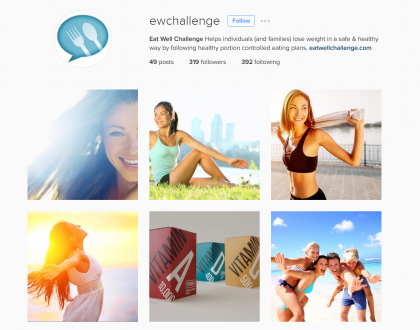 ewchallenge Follow
Eat Well Challenge Helps individuals (and families) lose weight in a safe & healthy
way by following healthy portion controlled eating plans. eatwellchallenge.com
49 posts 319 followers 392 following
VITAMIN
A
VITAMIN
VITAMIN